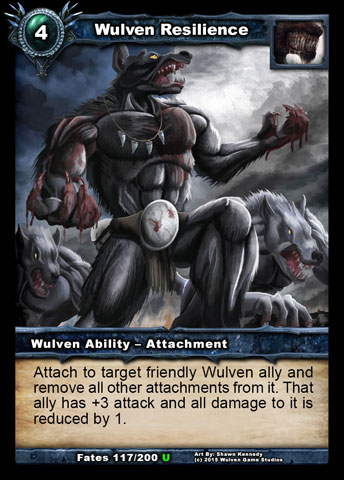 4
Wulven Resilience
Wulven Ability – Attachment
Attach to target friendly Wulven ally and
remove all other attachments from it. That
ally has +3 attack and all damage to it is
reduced by 1.
Fates 117/200 U
Art By: Shawn Kennedy
(c) 2015 Wulven Game Studios